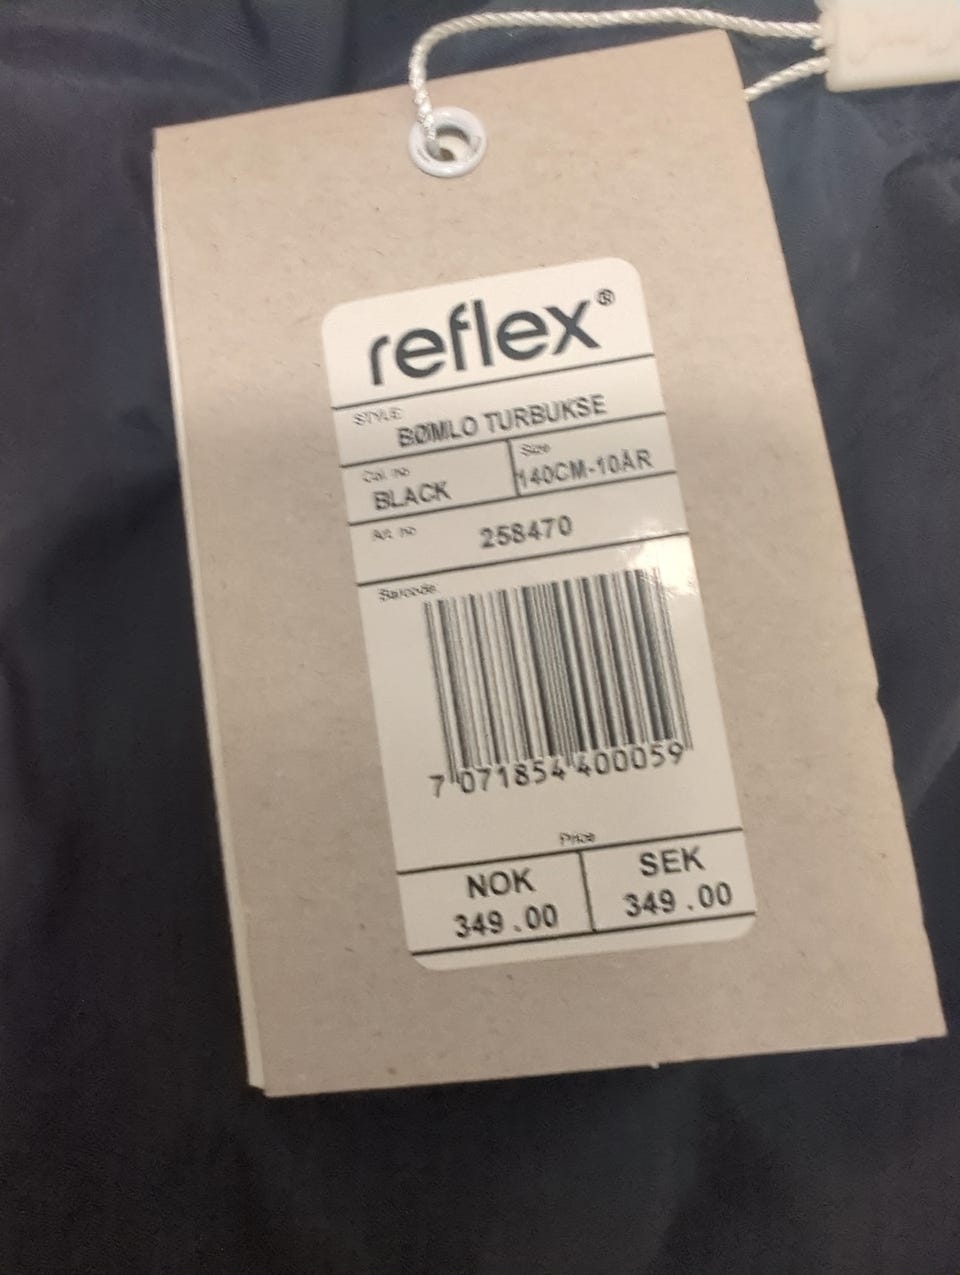 reflex®
STYLE
BØMLO TURBUKSE
Col. no
BLACK
Size
140CM-10ÅR
Art. no
258470
Barcode
7 071854 400059
Price
NOK
349 .00
SEK
349 .00